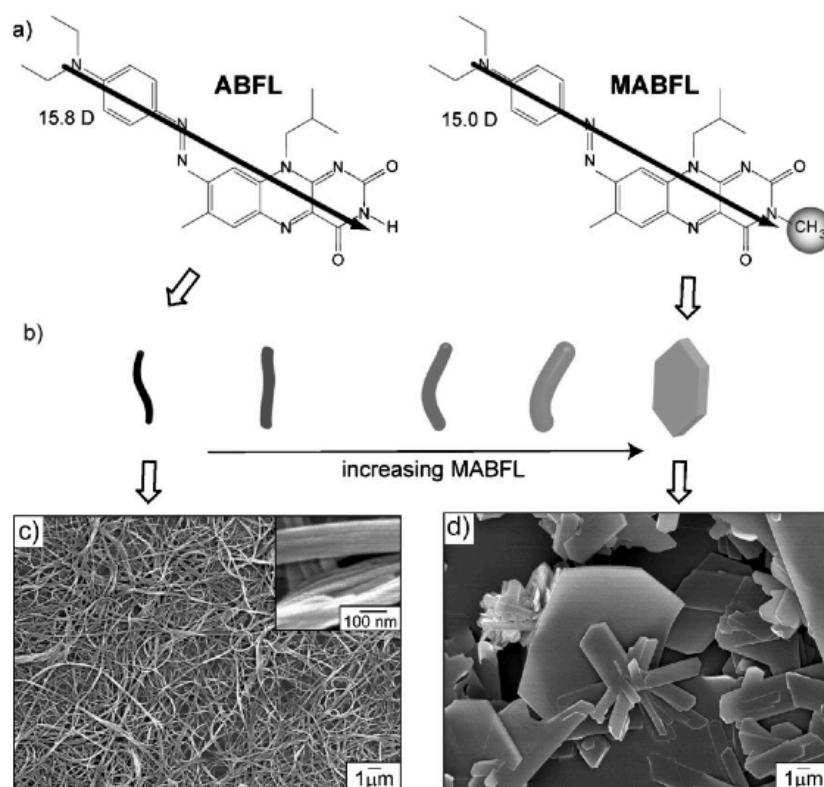 a)
ABFL
MABFL
15.8 D
15.0 D
N
N
N
N
N
O
N
N
H
O
N
N
N
N
N
O
N
N
CH3
O
b)
increasing MABFL
c)
100 nm
1μm
d)
1μm